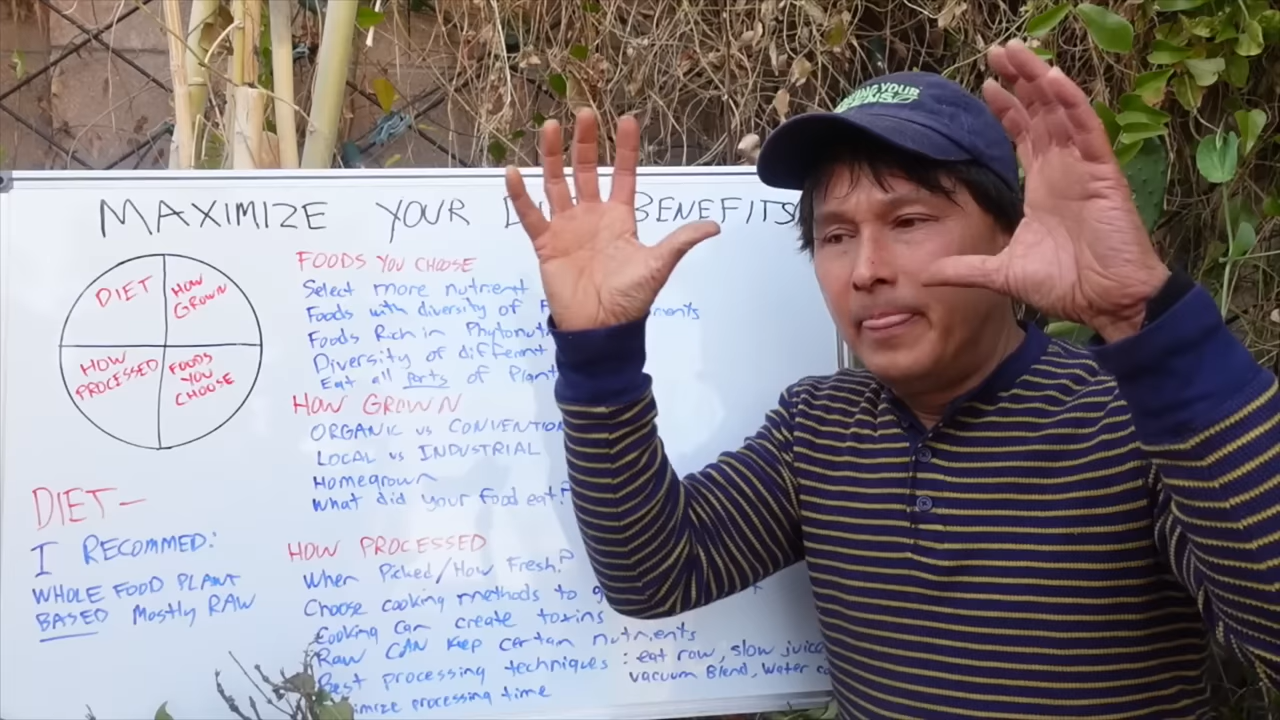 MAXIMIZE YOUR BENEFITS
DIET
HOW GROWN
HOW PROCESSED
FOODS YOU CHOOSE
DIET-
I RECOMMED:
WHOLE FOOD PLANT
BASED Mostly RAW
FOODS YOU CHOOSE
Select more nutrient
Foods with diversity of
Foods Rich in
Diversity of
Eat all Parts of Plant
HOW GROWN
ORGANIC vs
LOCAL vs INDUSTRIAL
Homegrown
What did your food eat?
HOW PROCESSED
When Picked/How Fresh?
Choose cooking methods to
Cooking can create toxins
Raw CAN keep certain nutrients
Best processing techniques : eat raw, slow juice
vacuum Blend, Water
processing time
YOUR